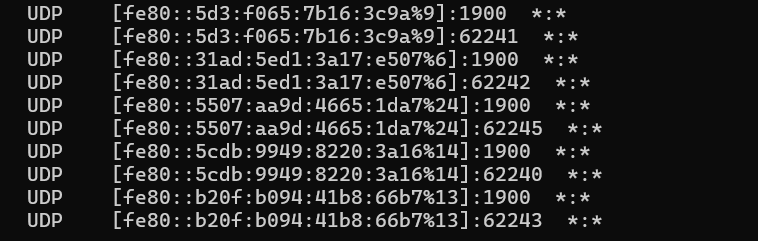 UDP    [fe80::5d3:f065:7b16:3c9a%9]:1900  *:*
UDP    [fe80::5d3:f065:7b16:3c9a%9]:62241  *:*
UDP    [fe80::31ad:5ed1:3a17:e507%6]:1900  *:*
UDP    [fe80::31ad:5ed1:3a17:e507%6]:62242  *:*
UDP    [fe80::5507:aa9d:4665:1da7%24]:1900  *:*
UDP    [fe80::5507:aa9d:4665:1da7%24]:62245  *:*
UDP    [fe80::5cdb:9949:8220:3a16%14]:1900  *:*
UDP    [fe80::5cdb:9949:8220:3a16%14]:62240  *:*
UDP    [fe80::b20f:b094:41b8:66b7%13]:1900  *:*
UDP    [fe80::b20f:b094:41b8:66b7%13]:62243  *:*